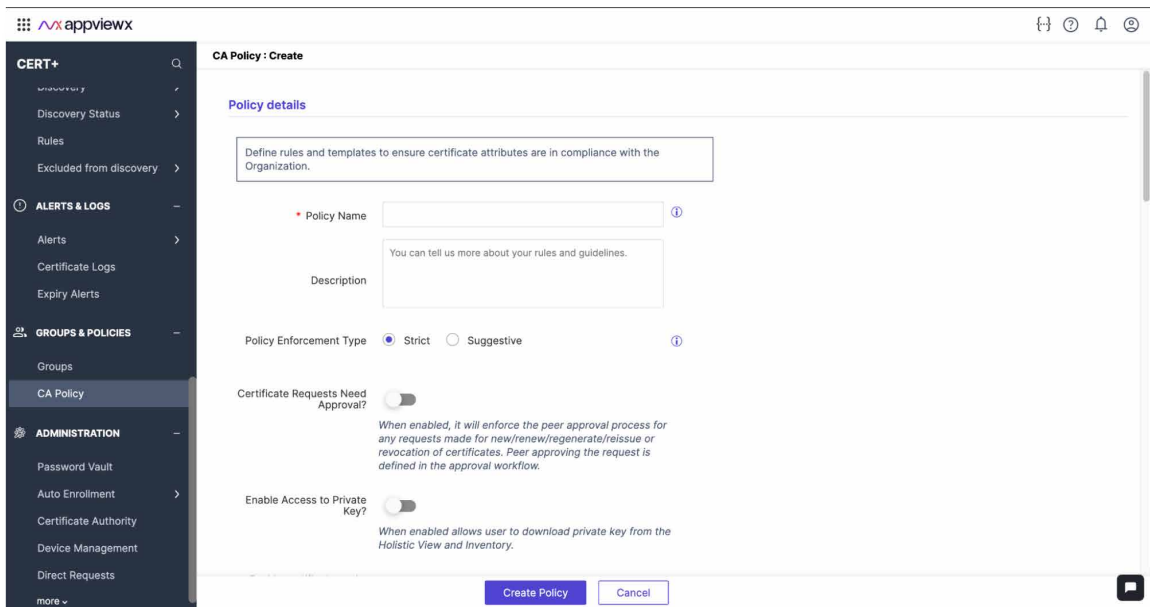 appviewx
CERT+
CA Policy : Create
Discovery
Discovery Status
Rules
Excluded from discovery
ALERTS & LOGS
Alerts
Certificate Logs
Expiry Alerts
GROUPS & POLICIES
Groups
CA Policy
ADMINISTRATION
Password Vault
Auto Enrollment
Certificate Authority
Device Management
Direct Requests
more
Policy details
Define rules and templates to ensure certificate attributes are in compliance with the
Organization.
* Policy Name
Description
You can tell us more about your rules and guidelines.
Policy Enforcement Type
Strict
Suggestive
Certificate Requests Need
Approval?
When enabled, it will enforce the peer approval process for
any requests made for new/renew/regenerate/reissue or
revocation of certificates. Peer approving the request is
defined in the approval workflow.
Enable Access to Private
Key?
When enabled allows user to download private key from the
Holistic View and Inventory.
Create Policy
Cancel